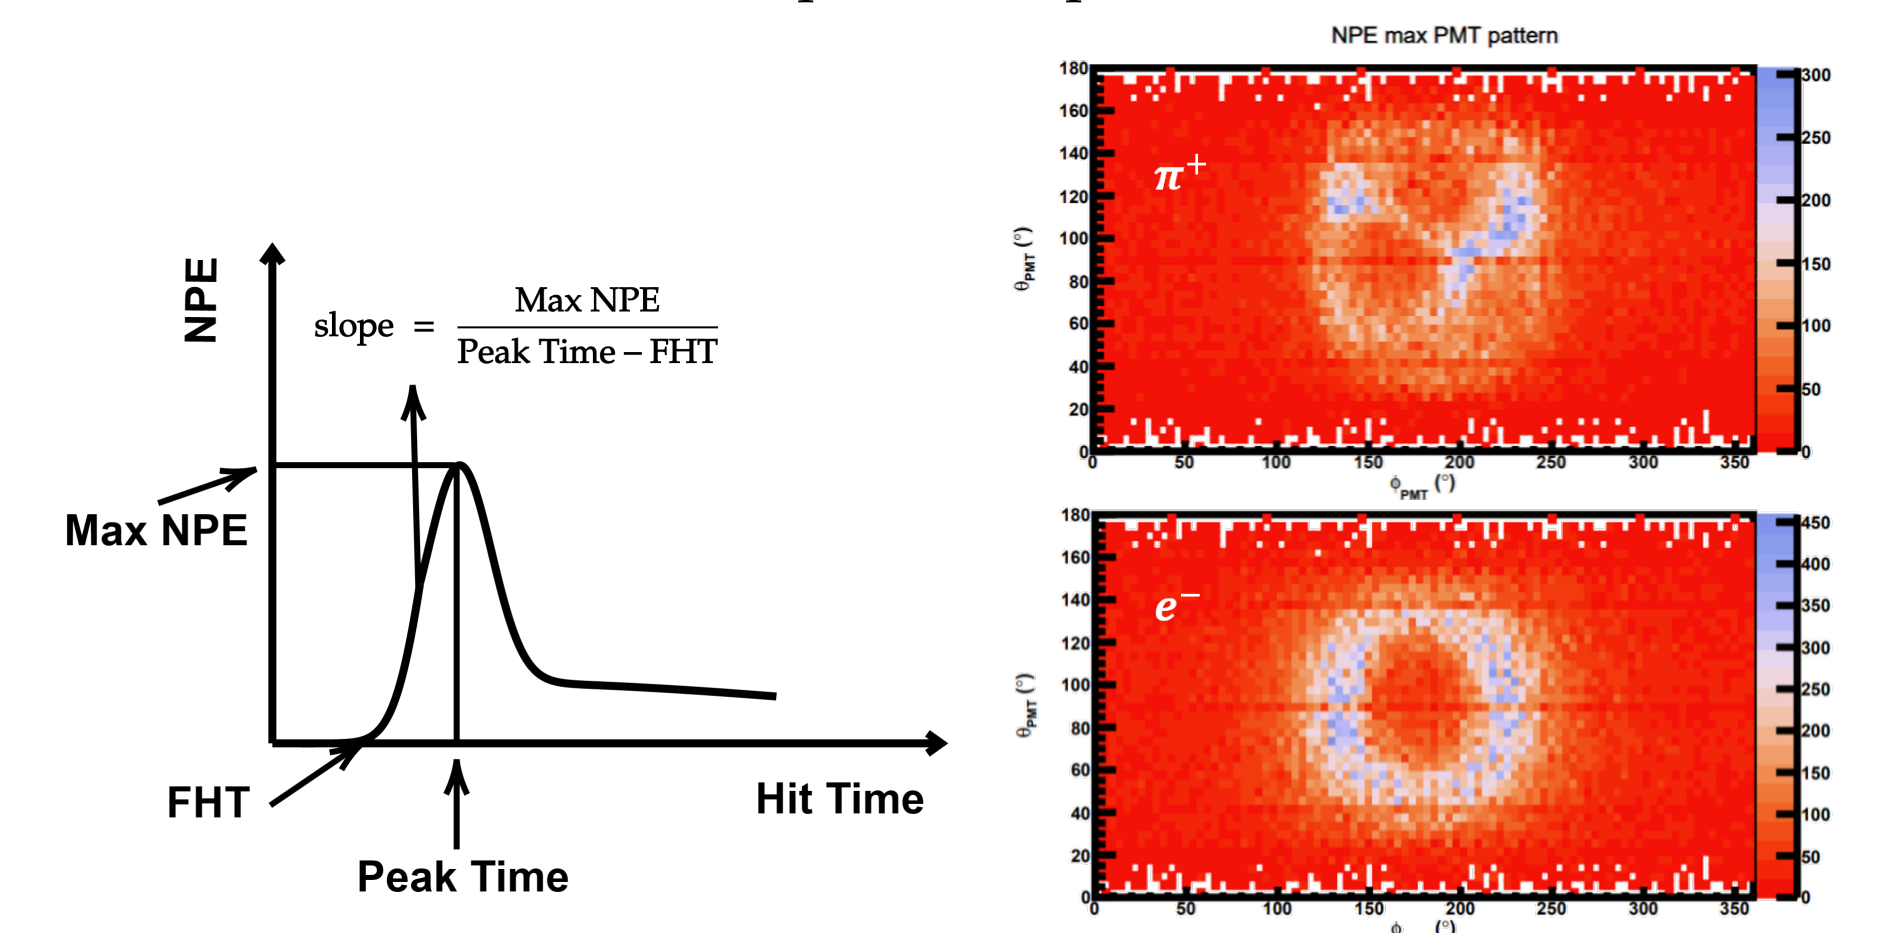 NPE
slope = Max NPE / Peak Time – FHT
Max NPE
FHT
Hit Time
Peak Time
NPE max PMT pattern
180
160
140
120
100
80
60
40
20
0
π+
θPMT (°)
0 50 100 150 200 250 300 350
ϕPMT (°)
300
250
200
150
100
50
0
180
160
140
120
100
80
60
40
20
0
e−
θPMT (°)
0 50 100 150 200 250 300 350
ϕ (°)
450
400
350
300
250
200
150
100
50
0